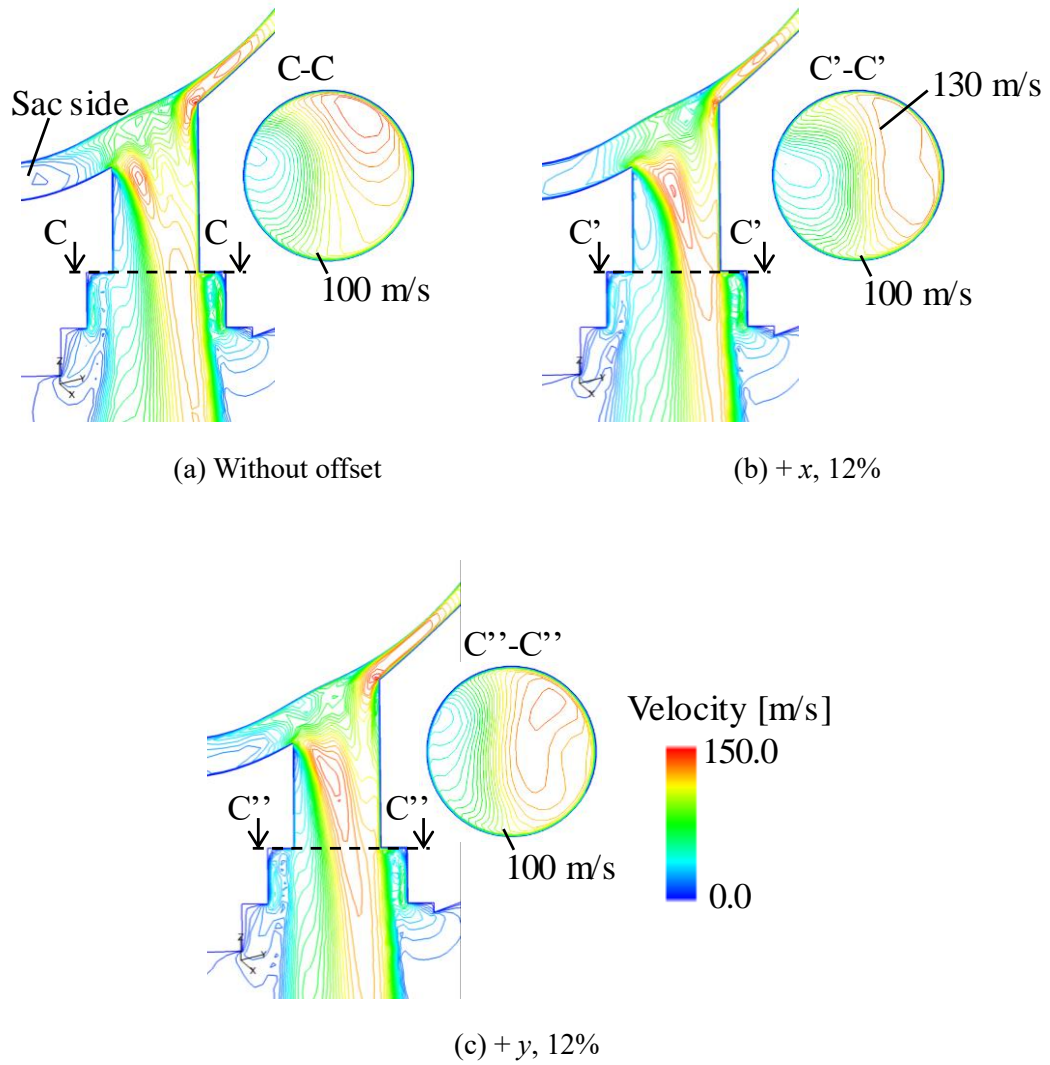 C-C
Sac side
C
C
100 m/s
Z
Y
X
(a) Without offset
C’-C’
130 m/s
C’
C’
100 m/s
Z
Y
X
(b) + x, 12%
C’’-C’’
C’’
C’’
100 m/s
Z
Y
X
Velocity [m/s]
150.0
0.0
(c) + y, 12%